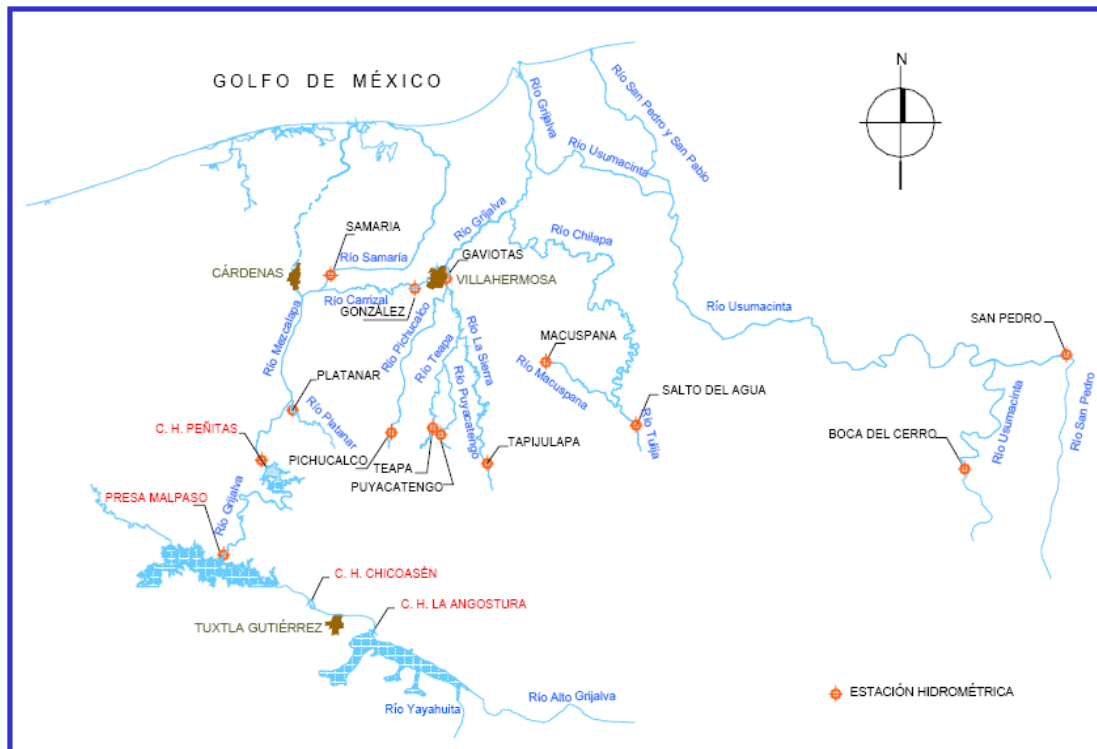 GOLFO DE MÉXICO
N
Río Grijalva
Río San Pedro y San Pablo
Río Usumacinta
SAMARIA
Río Grijalva
Río Chilapa
Río Samaría
GAVIOTAS
CÁRDENAS
VILLAHERMOSA
Río Carrizal
GONZÁLEZ
Río Mezcalapa
Río Pichucalco
Río Teapa
Río La Sierra
Río Puyacatengo
Río Usumacinta
SAN PEDRO
MACUSPANA
Río Macuspana
PLATANAR
Río Platanar
SALTO DEL AGUA
Río Tulija
C. H. PEÑITAS
PICHUCALCO
TEAPA
PUYACATENGO
TAPIJULAPA
BOCA DEL CERRO
Río Usumacinta
Río San Pedro
PRESA MALPASO
Río Grijalva
C. H. CHICOASÉN
C. H. LA ANGOSTURA
TUXTLA GUTIÉRREZ
Río Yayahuita
Río Alto Grijalva
ESTACIÓN HIDROMÉTRICA